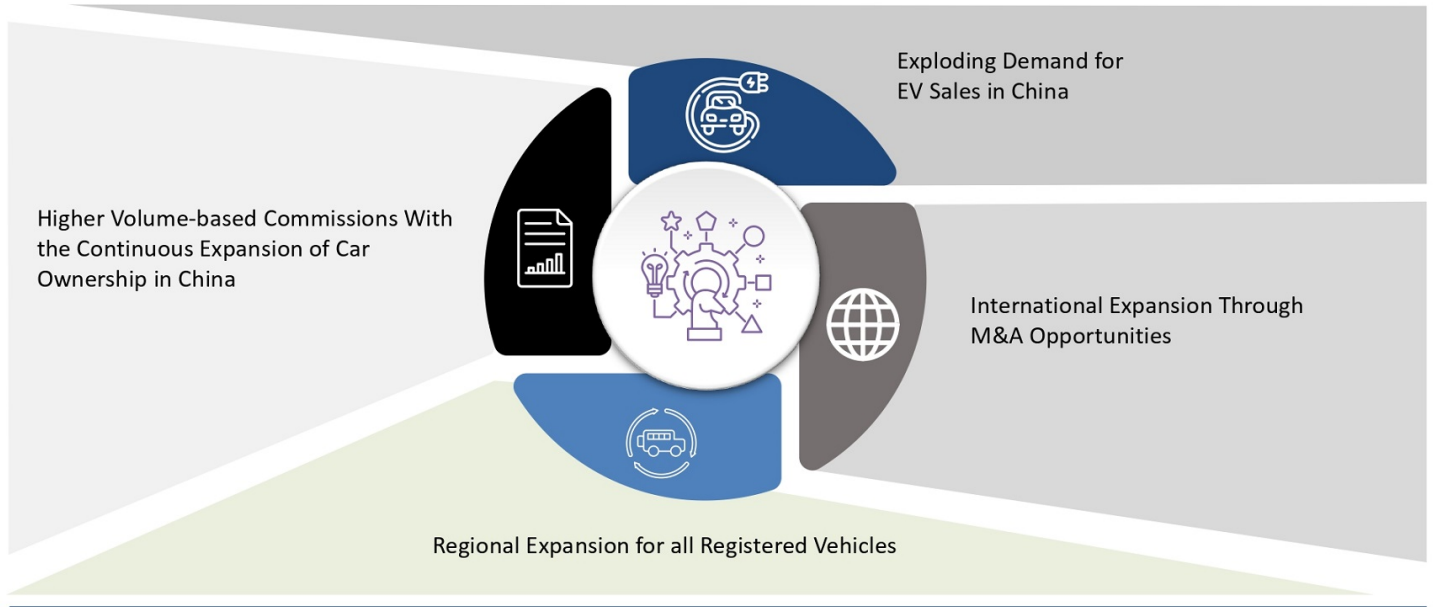 Exploding Demand for
EV Sales in China
Higher Volume-based Commissions With
the Continuous Expansion of Car
Ownership in China
International Expansion Through
M&A Opportunities
Regional Expansion for all Registered Vehicles